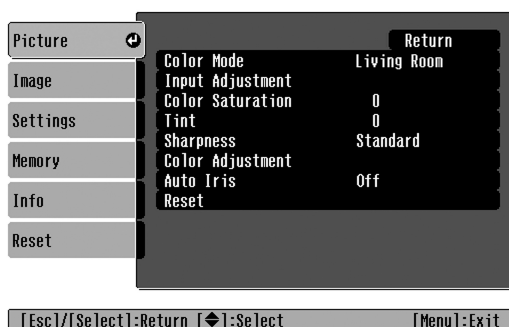 Picture
Image
Settings
Memory
Info
Reset
Return
Color Mode Living Room
Input Adjustment
Color Saturation 0
Tint 0
Sharpness Standard
Color Adjustment
Auto Iris Off
Reset
[Esc]/[Select]:Return [◆]:Select [Menu]:Exit